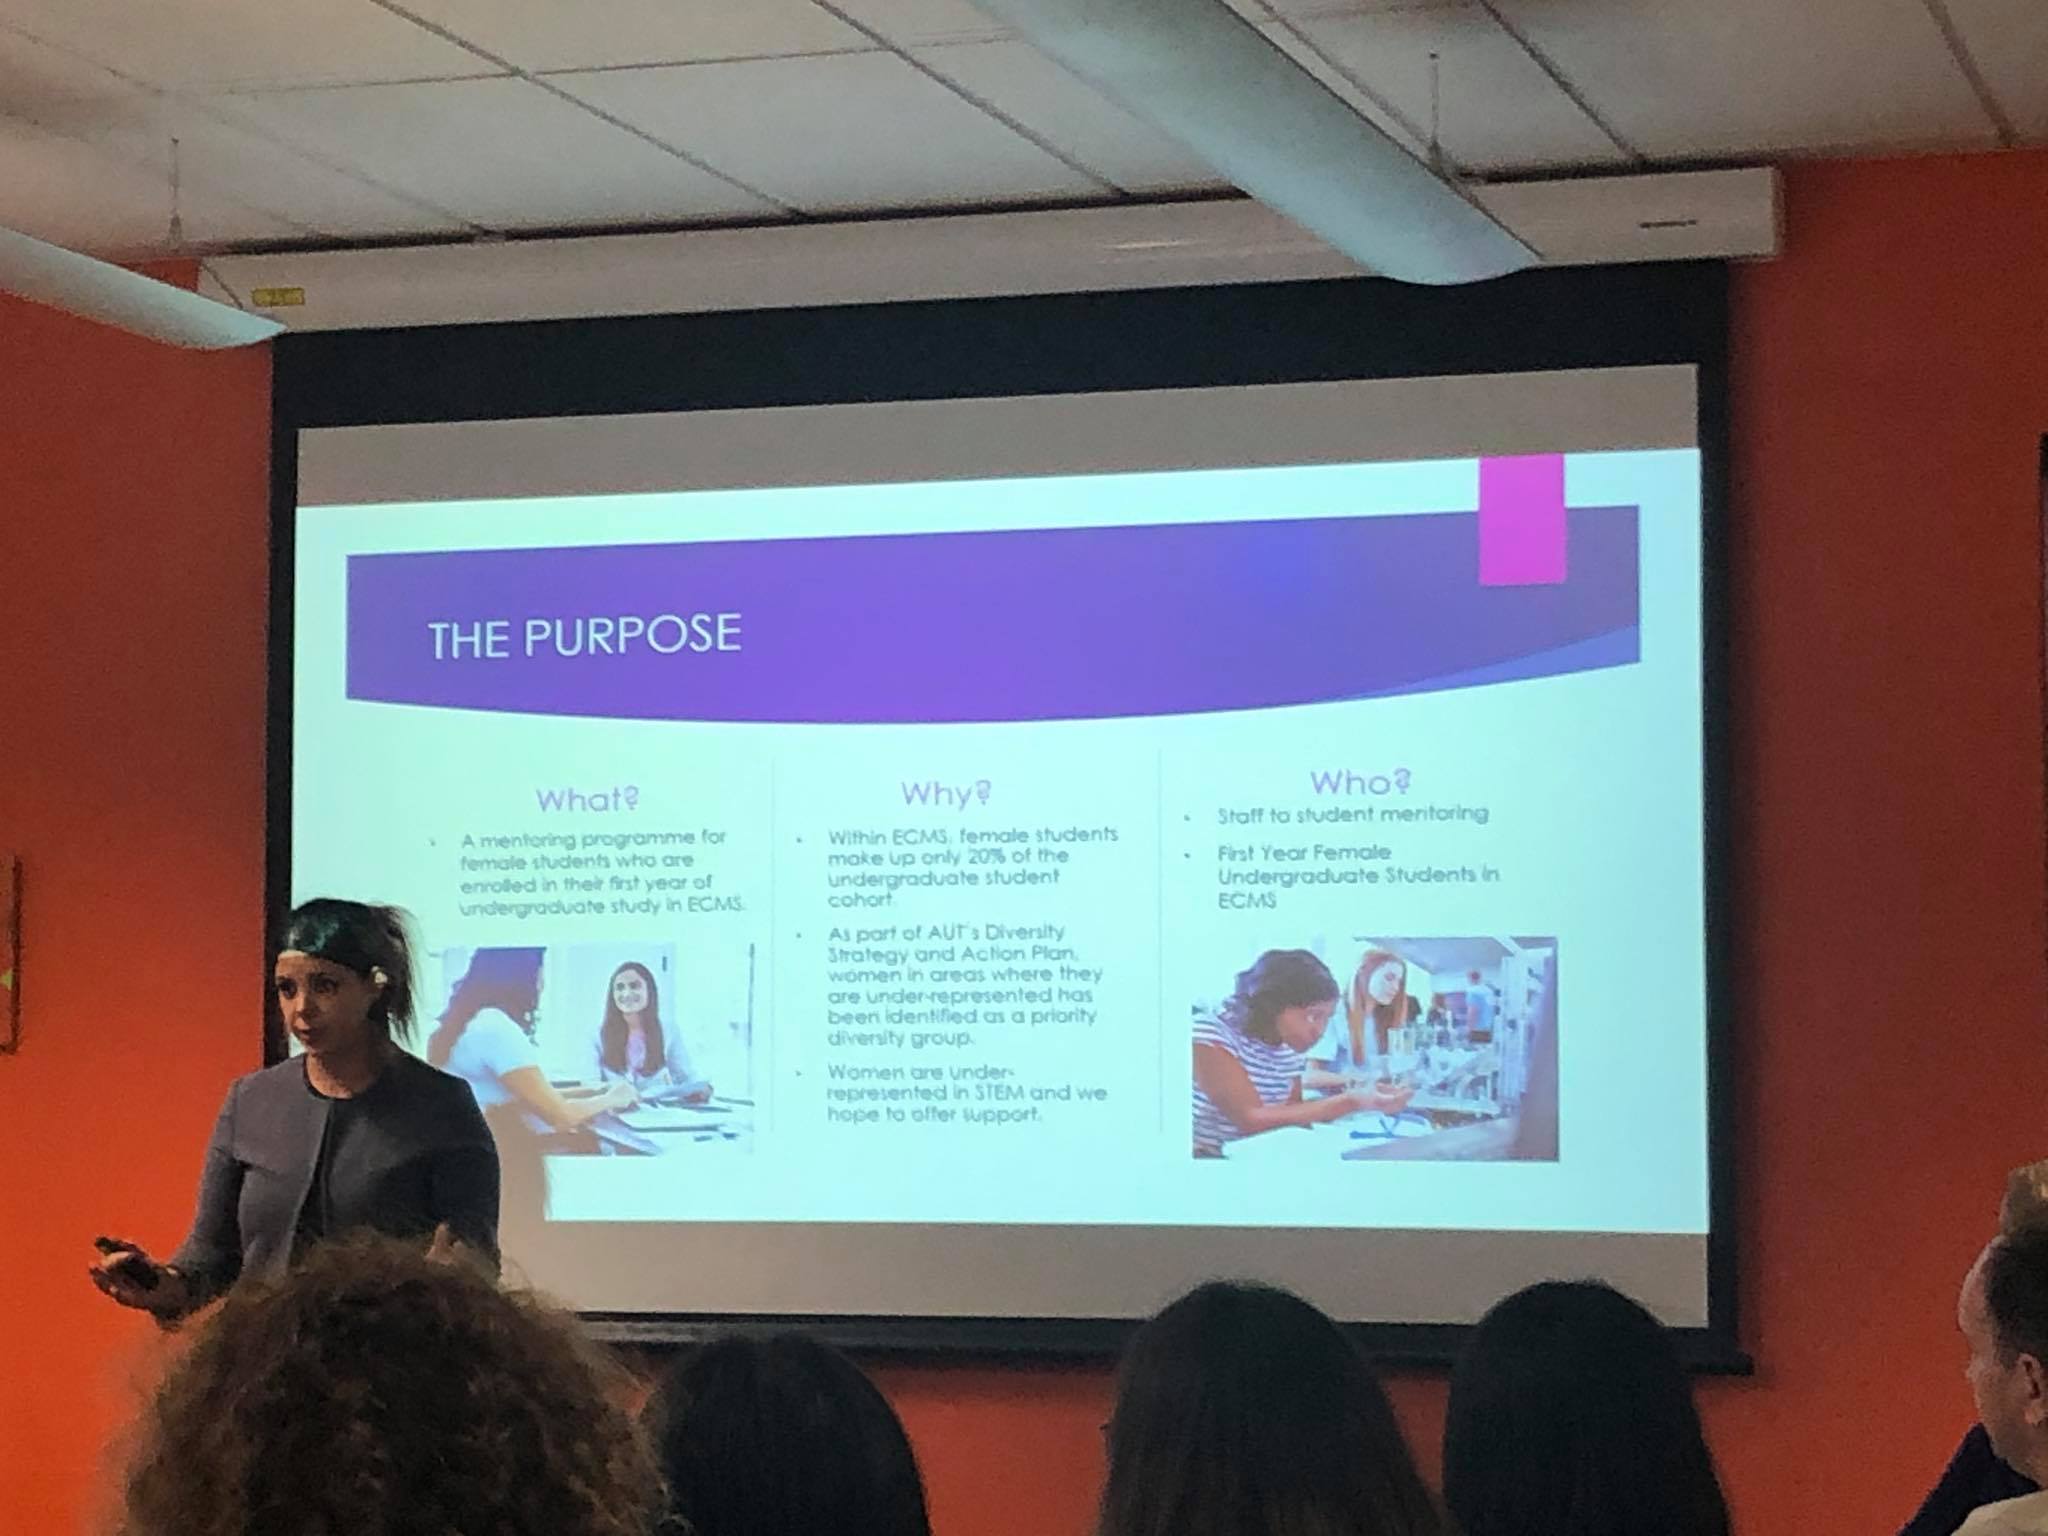 THE PURPOSE
What?
A mentoring programme for
female students who are
enrolled in their first year of
undergraduate study in ECMS.
Why?
Within ECMS, female students
make up only 20% of the
undergraduate student
cohort.
As part of AUT's Diversity
Strategy and Action Plan,
women in areas where they
are under-represented has
been identified as a priority
diversity group.
Women are under-
represented in STEM and we
hope to offer support.
Who?
Staff to student mentoring
First Year Female
Undergraduate Students in
ECMS